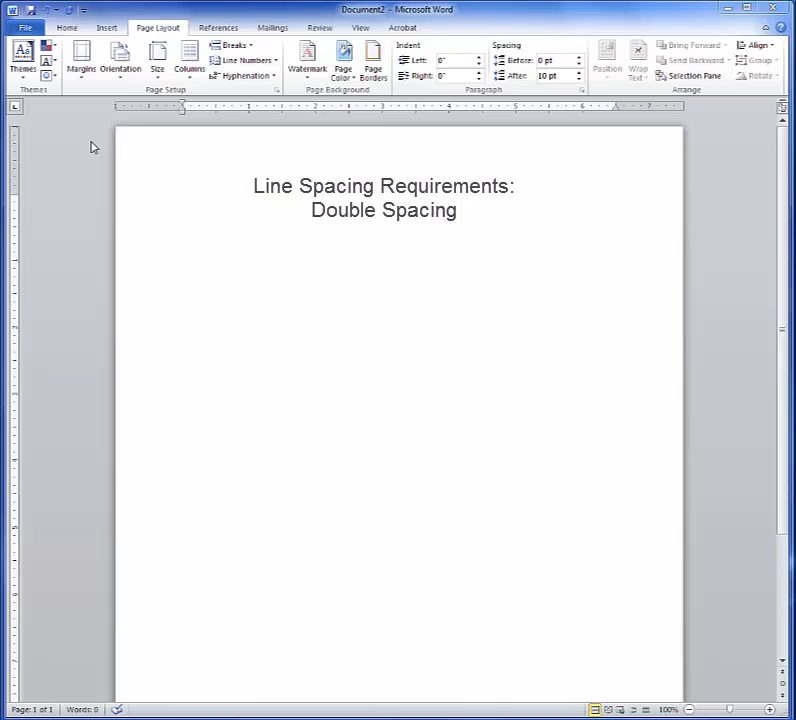 Document2 - Microsoft Word
File Home Insert Page Layout References Mailings Review View Acrobat
Themes
Themes
Margins Orientation Size Columns
Breaks
Line Numbers
Hyphenation
Page Setup
Watermark Page Color Page Borders
Page Background
Indent
Left: 0"
Right: 0"
Spacing
Before: 0 pt
After: 10 pt
Paragraph
Position Wrap Text
Bring Forward
Send Backward
Selection Pane
Align
Group
Rotate
Arrange
Line Spacing Requirements:
Double Spacing
Page: 1 of 1 Words: 0 100%